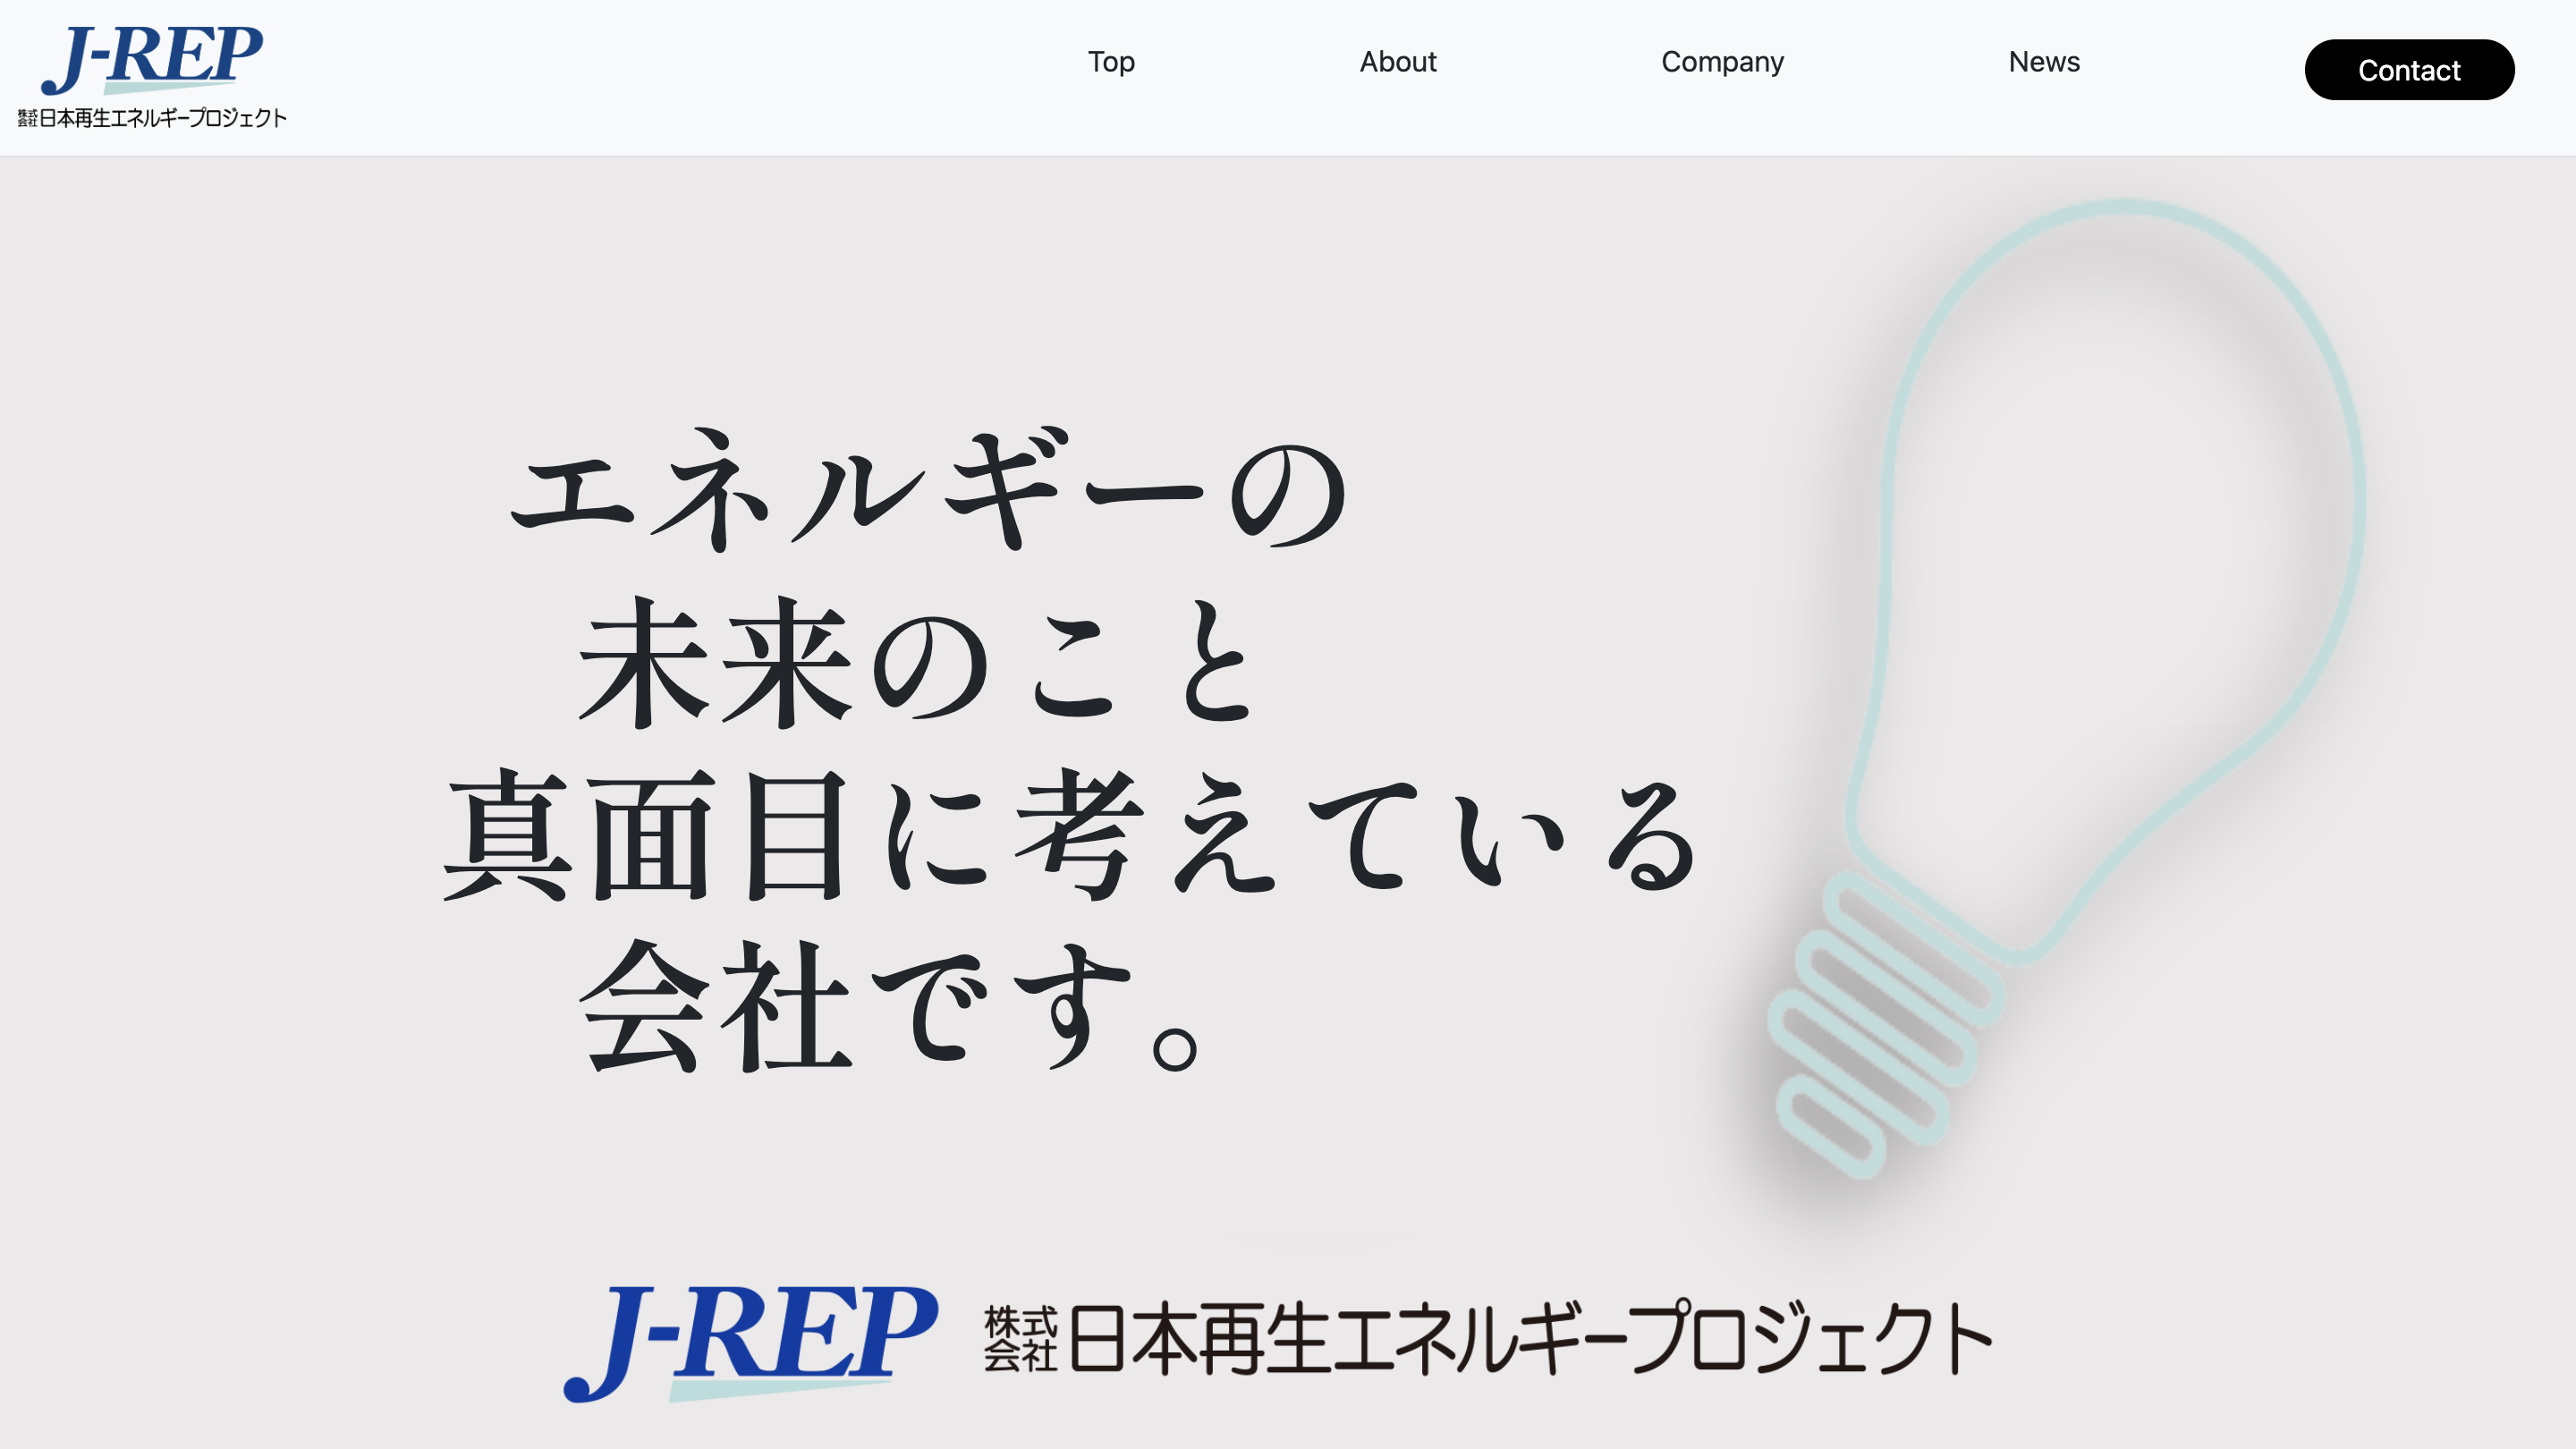 J-REP
株式会社日本再生エネルギープロジェクト
Top
About
Company
News
Contact
エネルギーの
未来のこと
真面目に考えている
会社です。
J-REP 株式会社日本再生エネルギープロジェクト